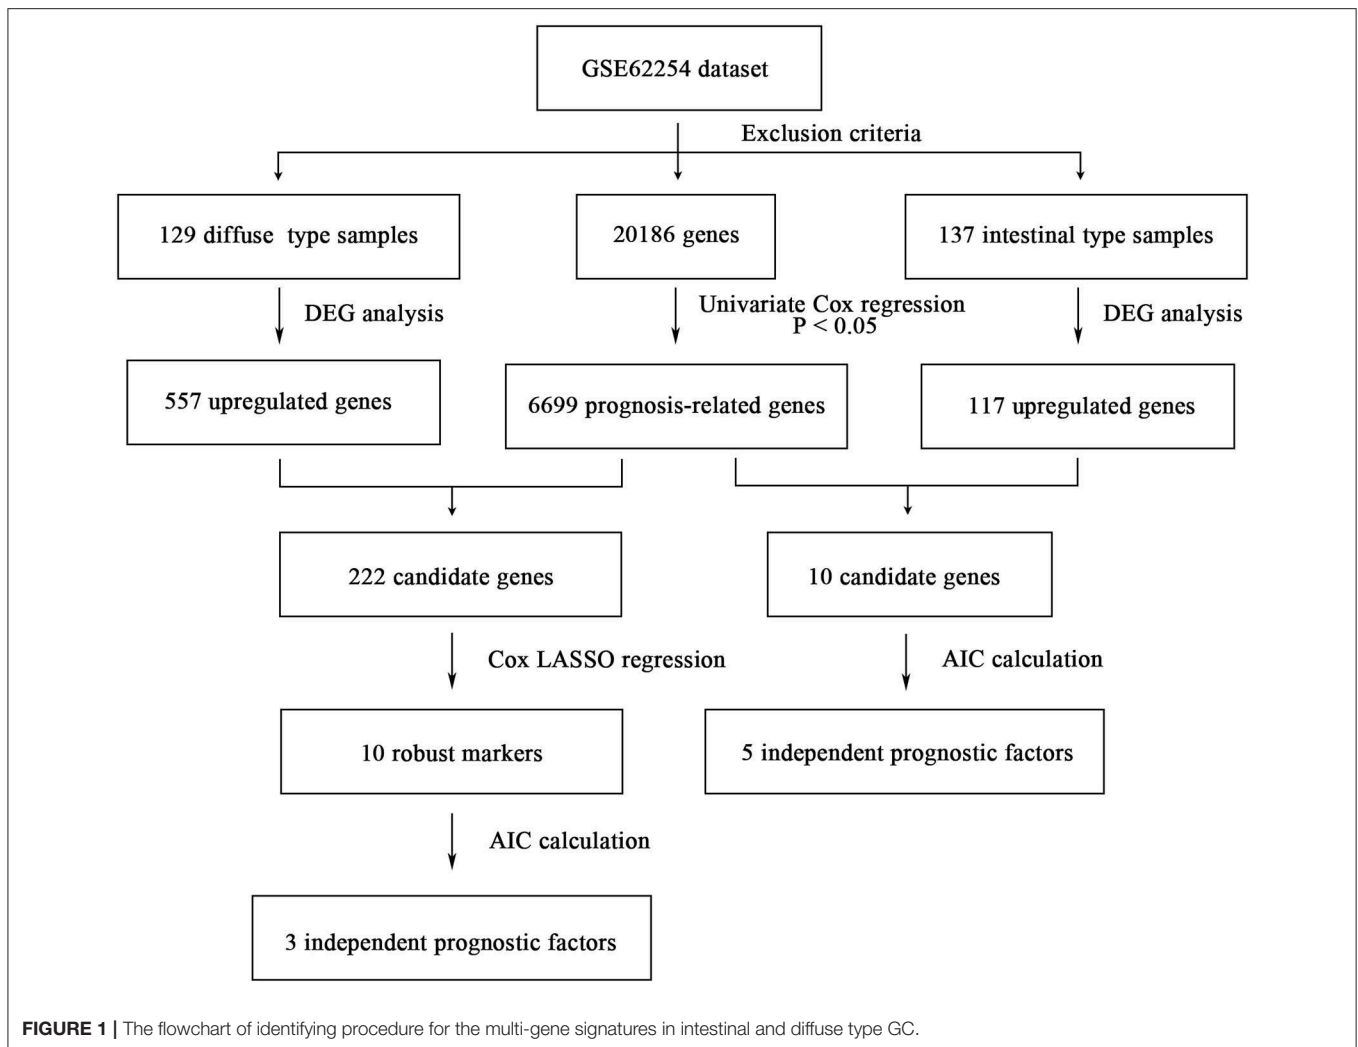 GSE62254 dataset
Exclusion criteria
129 diffuse type samples
20186 genes
137 intestinal type samples
DEG analysis
Univariate Cox regression
P < 0.05
DEG analysis
557 upregulated genes
6699 prognosis-related genes
117 upregulated genes
222 candidate genes
10 candidate genes
Cox LASSO regression
AIC calculation
10 robust markers
5 independent prognostic factors
AIC calculation
3 independent prognostic factors
FIGURE 1 | The flowchart of identifying procedure for the multi-gene signatures in intestinal and diffuse type GC.